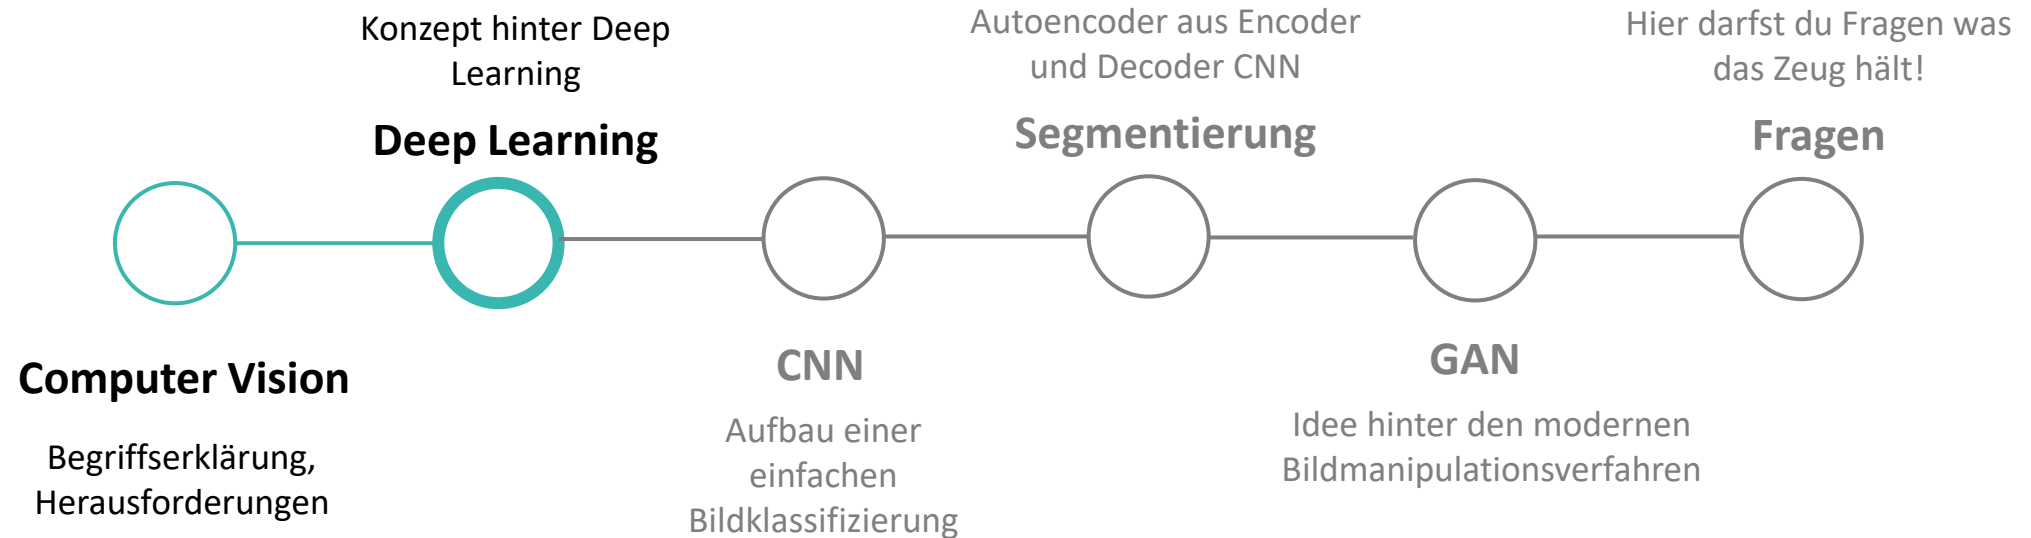 Konzept hinter Deep
Learning
Deep Learning
Autoencoder aus Encoder
und Decoder CNN
Segmentierung
Hier darfst du Fragen was
das Zeug hält!
Fragen
Computer Vision
Begriffserklärung,
Herausforderungen
CNN
Aufbau einer
einfachen
Bildklassifizierung
GAN
Idee hinter den modernen
Bildmanipulationsverfahren